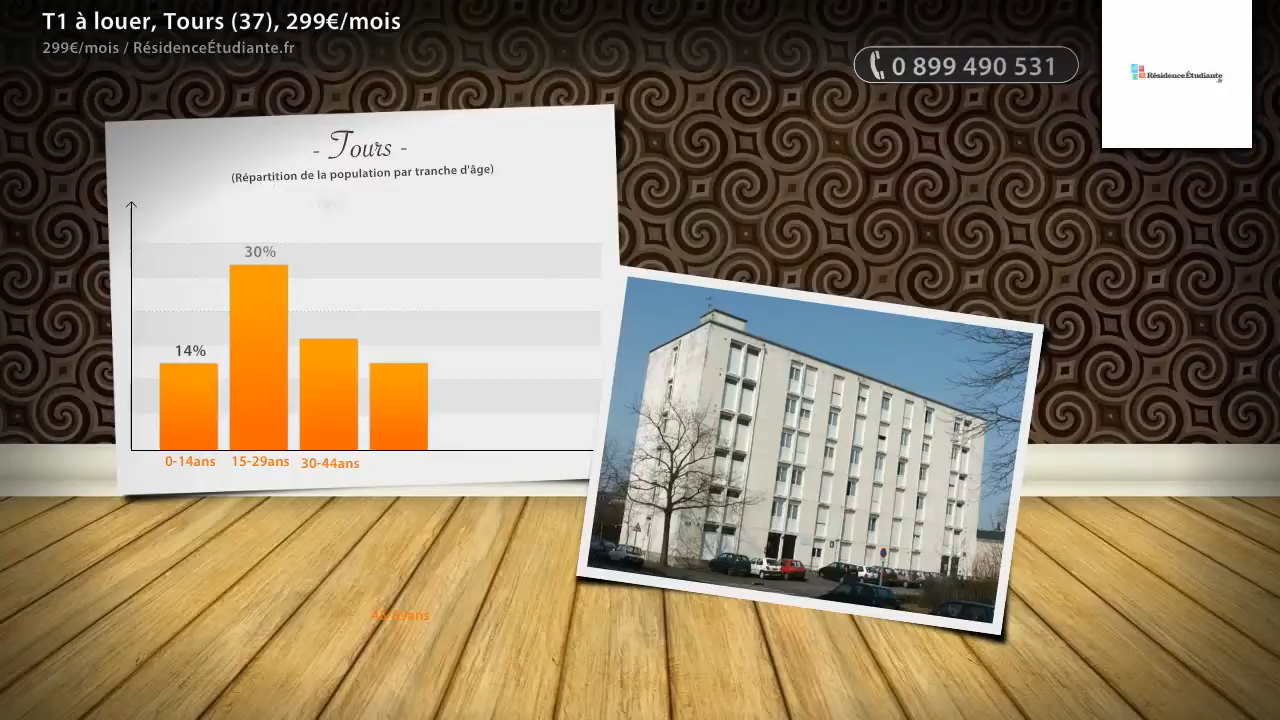 T1 à louer, Tours (37), 299€/mois
299€/mois / RésidenceÉtudiante.fr
0 899 490 531
RésidenceÉtudiante
.fr
- Tours -
(Répartition de la population par tranche d'âge)
30%
14%
0-14ans
15-29ans
30-44ans